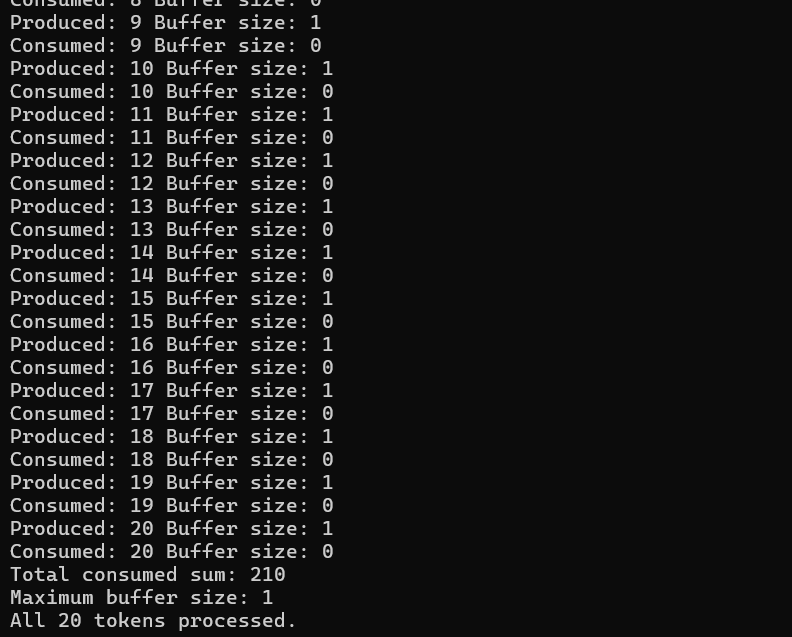 Consumed: 8 Buffer size: 0
Produced: 9 Buffer size: 1
Consumed: 9 Buffer size: 0
Produced: 10 Buffer size: 1
Consumed: 10 Buffer size: 0
Produced: 11 Buffer size: 1
Consumed: 11 Buffer size: 0
Produced: 12 Buffer size: 1
Consumed: 12 Buffer size: 0
Produced: 13 Buffer size: 1
Consumed: 13 Buffer size: 0
Produced: 14 Buffer size: 1
Consumed: 14 Buffer size: 0
Produced: 15 Buffer size: 1
Consumed: 15 Buffer size: 0
Produced: 16 Buffer size: 1
Consumed: 16 Buffer size: 0
Produced: 17 Buffer size: 1
Consumed: 17 Buffer size: 0
Produced: 18 Buffer size: 1
Consumed: 18 Buffer size: 0
Produced: 19 Buffer size: 1
Consumed: 19 Buffer size: 0
Produced: 20 Buffer size: 1
Consumed: 20 Buffer size: 0
Total consumed sum: 210
Maximum buffer size: 1
All 20 tokens processed.